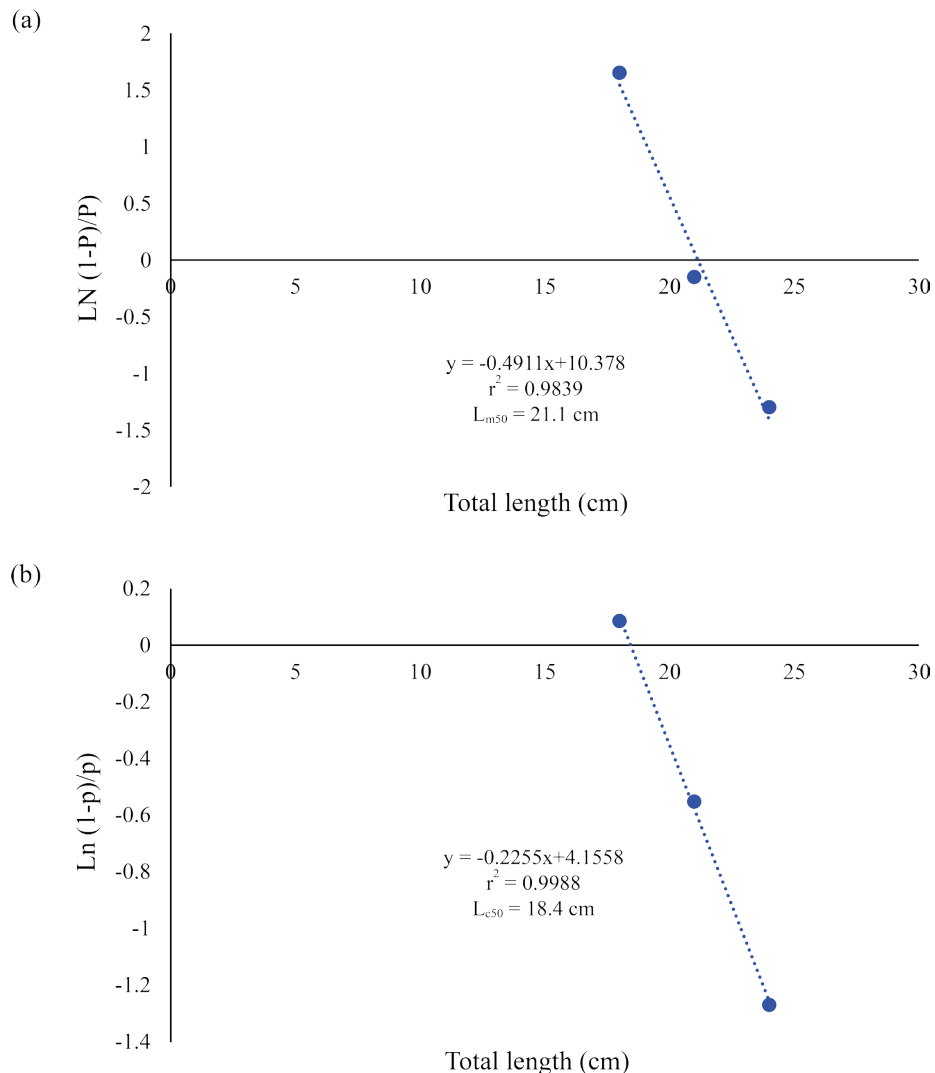 (a)
2
1.5
1
0.5
0
-0.5
-1
-1.5
-2
LN (1-P)/P)
0 5 10 15 20 25 30
y = -0.4911x+10.378
r² = 0.9839
Lm50 = 21.1 cm
Total length (cm)
(b)
0.2
0
-0.2
-0.4
-0.6
-0.8
-1
-1.2
-1.4
Ln (1-p)/p)
0 5 10 15 20 25 30
y = -0.2255x+4.1558
r² = 0.9988
Lc50 = 18.4 cm
Total length (cm)